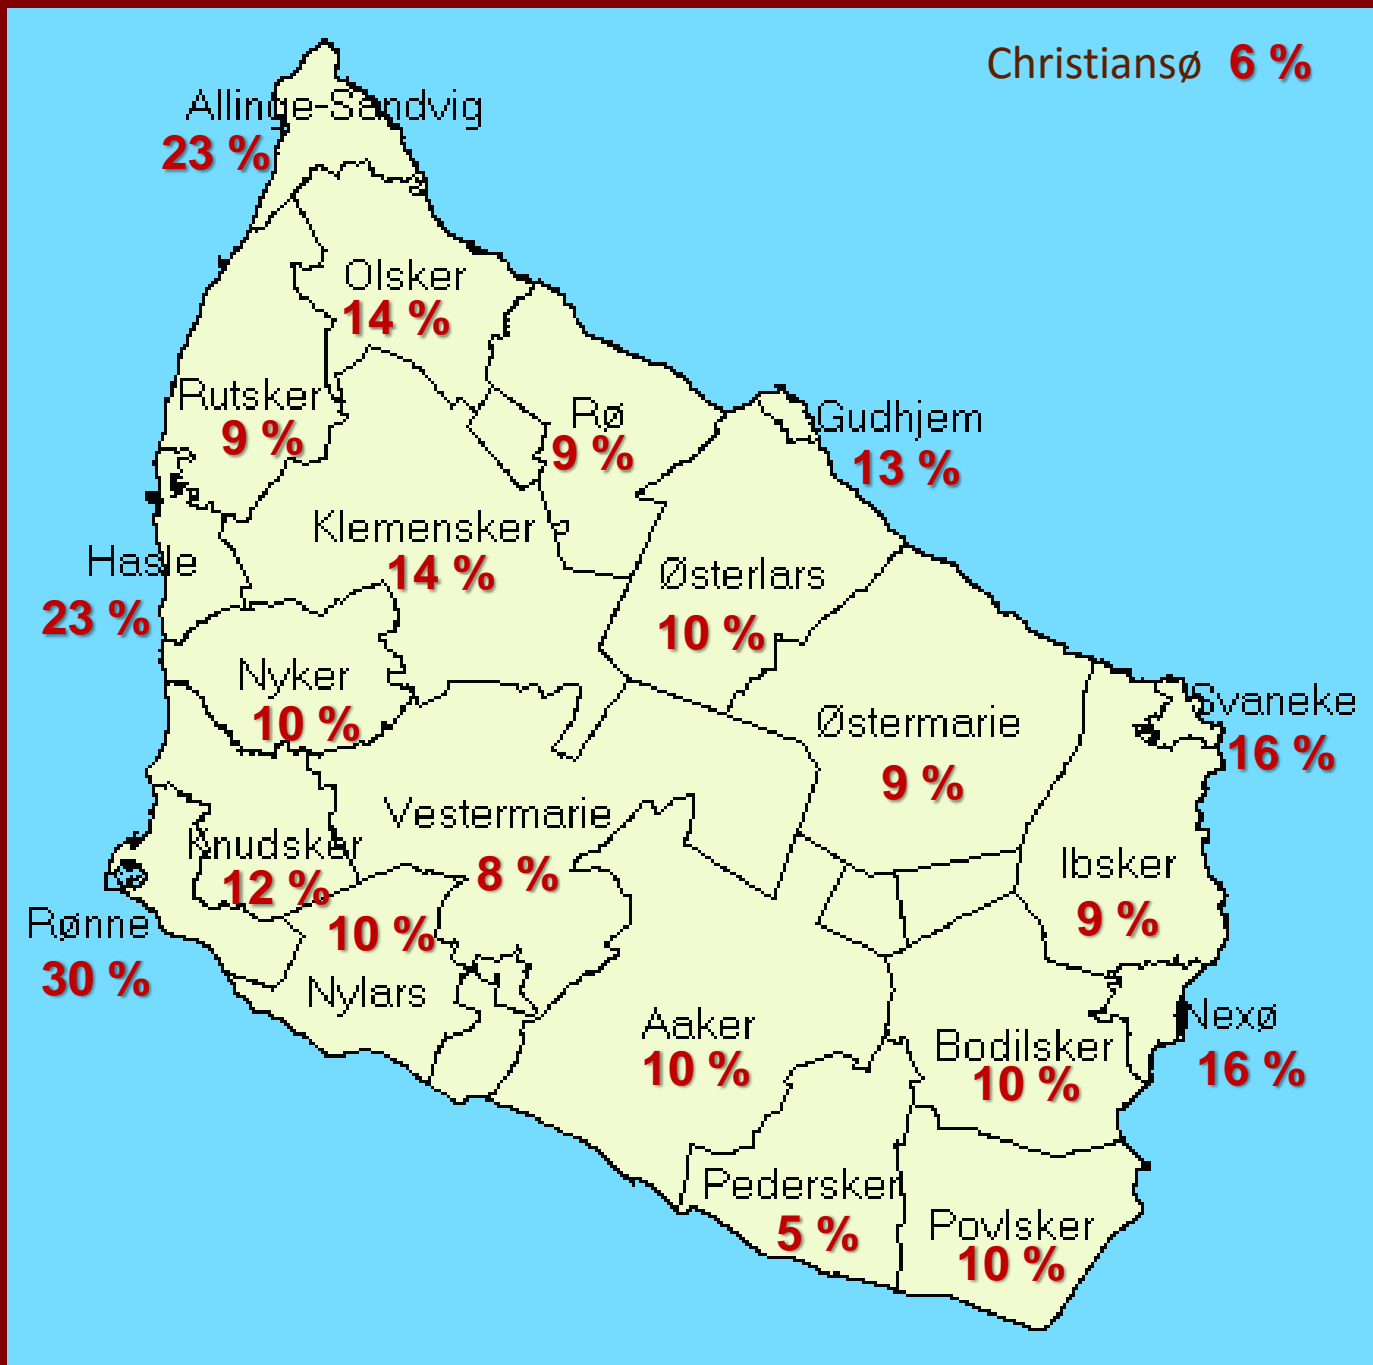 Christiansø 6 %
Allinge-Sandvig
23 %
Olsker
14 %
Rutsker
9 %
Rø
9 %
Gudhjem
13 %
Klemensker
14 %
Hasle
23 %
Østerlars
10 %
Nyker
10 %
Svaneke
16 %
Østermarie
9 %
Vestermarie
8 %
Knudsker
12 %
Ibsker
9 %
Rønne
30 %
10 %
Nylars
Aaker
10 %
Nexø
16 %
Bodilsker
10 %
Pedersker
5 %
Povlsker
10 %